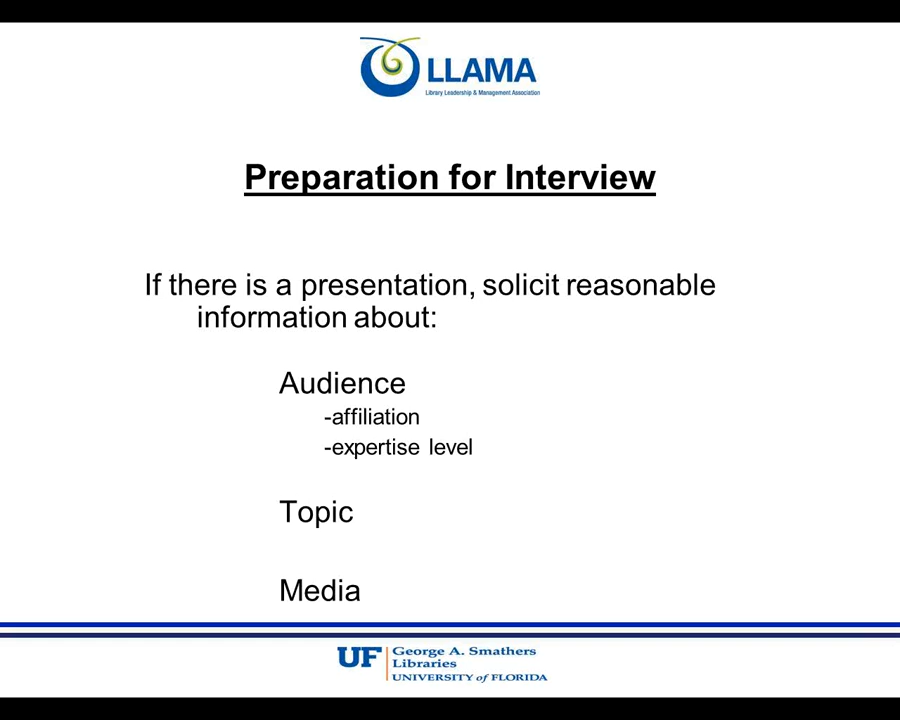 LLAMA
Library Leadership & Management Association
Preparation for Interview
If there is a presentation, solicit reasonable
information about:
Audience
-affiliation
-expertise level
Topic
Media
UF George A. Smathers
Libraries
UNIVERSITY of FLORIDA